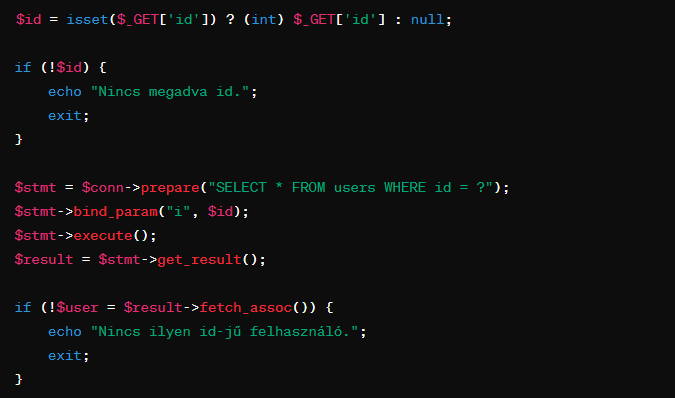 $id = isset($_GET['id']) ? (int) $_GET['id'] : null;
if (!$id) {
    echo "Nincs megadva id.";
    exit;
}
$stmt = $conn->prepare("SELECT * FROM users WHERE id = ?");
$stmt->bind_param("i", $id);
$stmt->execute();
$result = $stmt->get_result();
if (!$user = $result->fetch_assoc()) {
    echo "Nincs ilyen id-jű felhasználó.";
    exit;
}